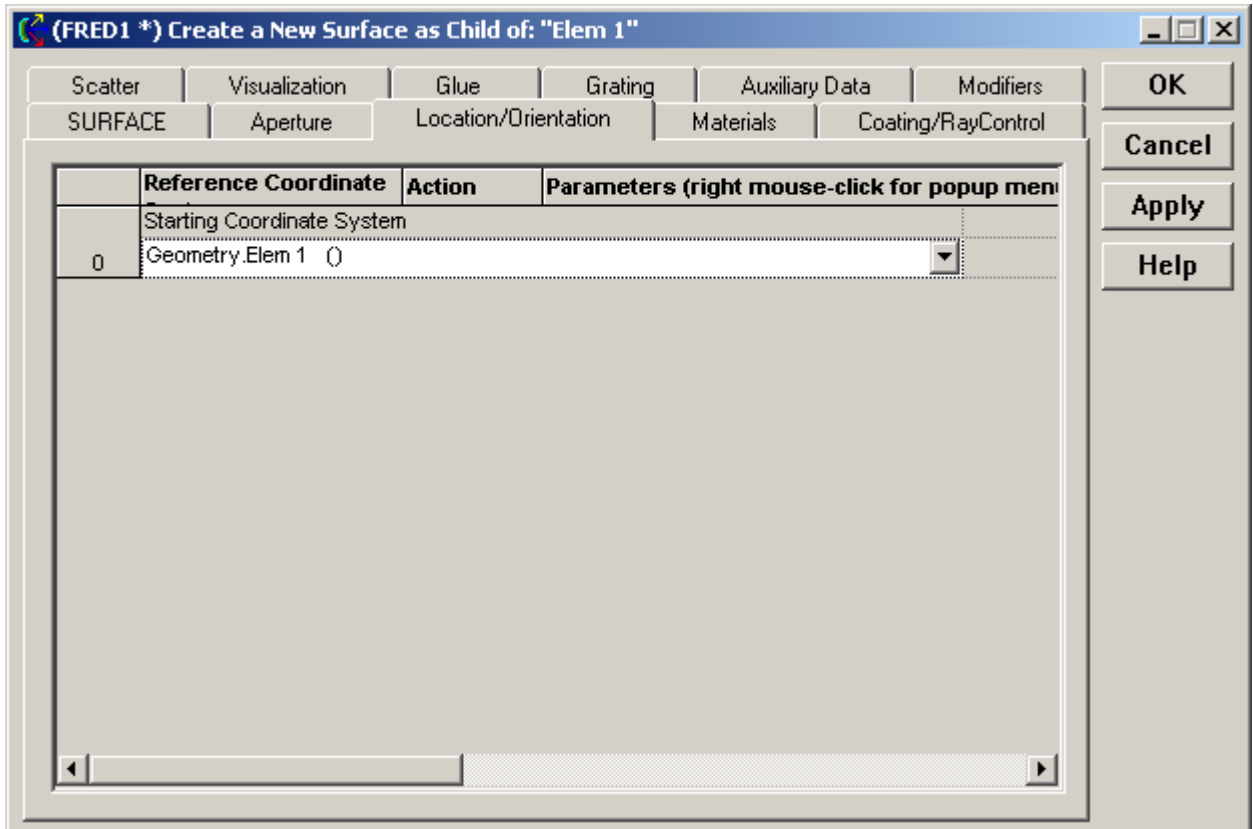 (FRED1 *) Create a New Surface as Child of: "Elem 1"
Scatter Visualization Glue Grating Auxiliary Data Modifiers
SURFACE Aperture Location/Orientation Materials Coating/RayControl
OK
Cancel
Apply
Help
Reference Coordinate Action Parameters (right mouse-click for popup menu
Starting Coordinate System
0 Geometry.Elem 1 ()